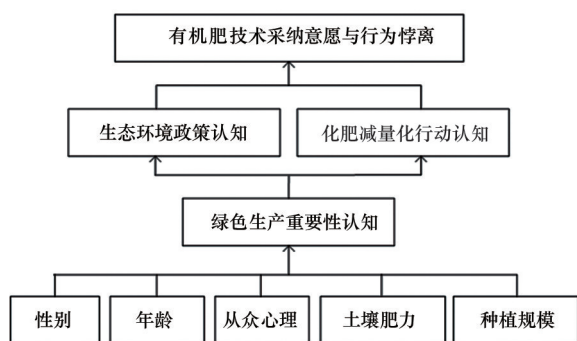 有机肥技术采纳意愿与行为悖离
生态环境政策认知
化肥减量化行动认知
绿色生产重要性认知
性别
年龄
从众心理
土壤肥力
种植规模